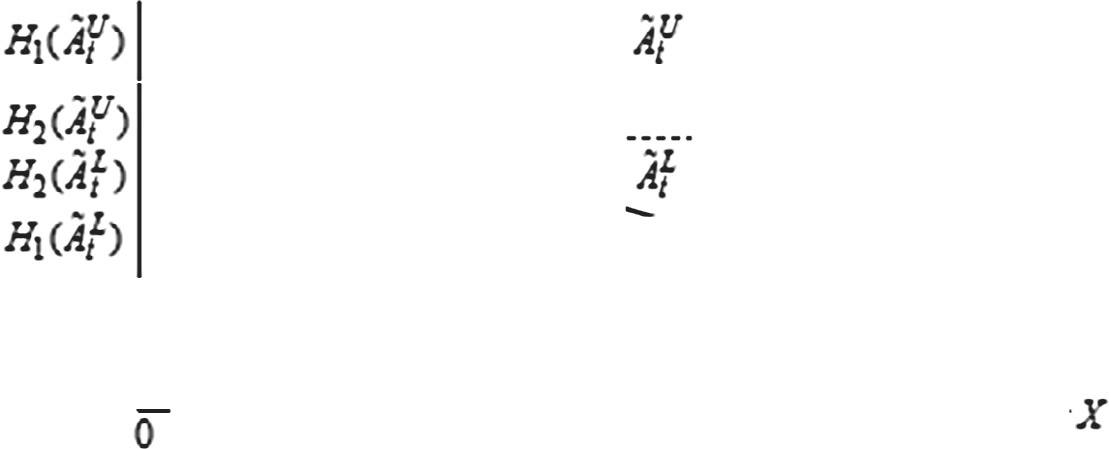 H₁(Ã_t^U) Ã_t^U
H₂(Ã_t^U)
H₂(Ã_t^L) Ã_t^L
H₁(Ã_t^L)
0 X